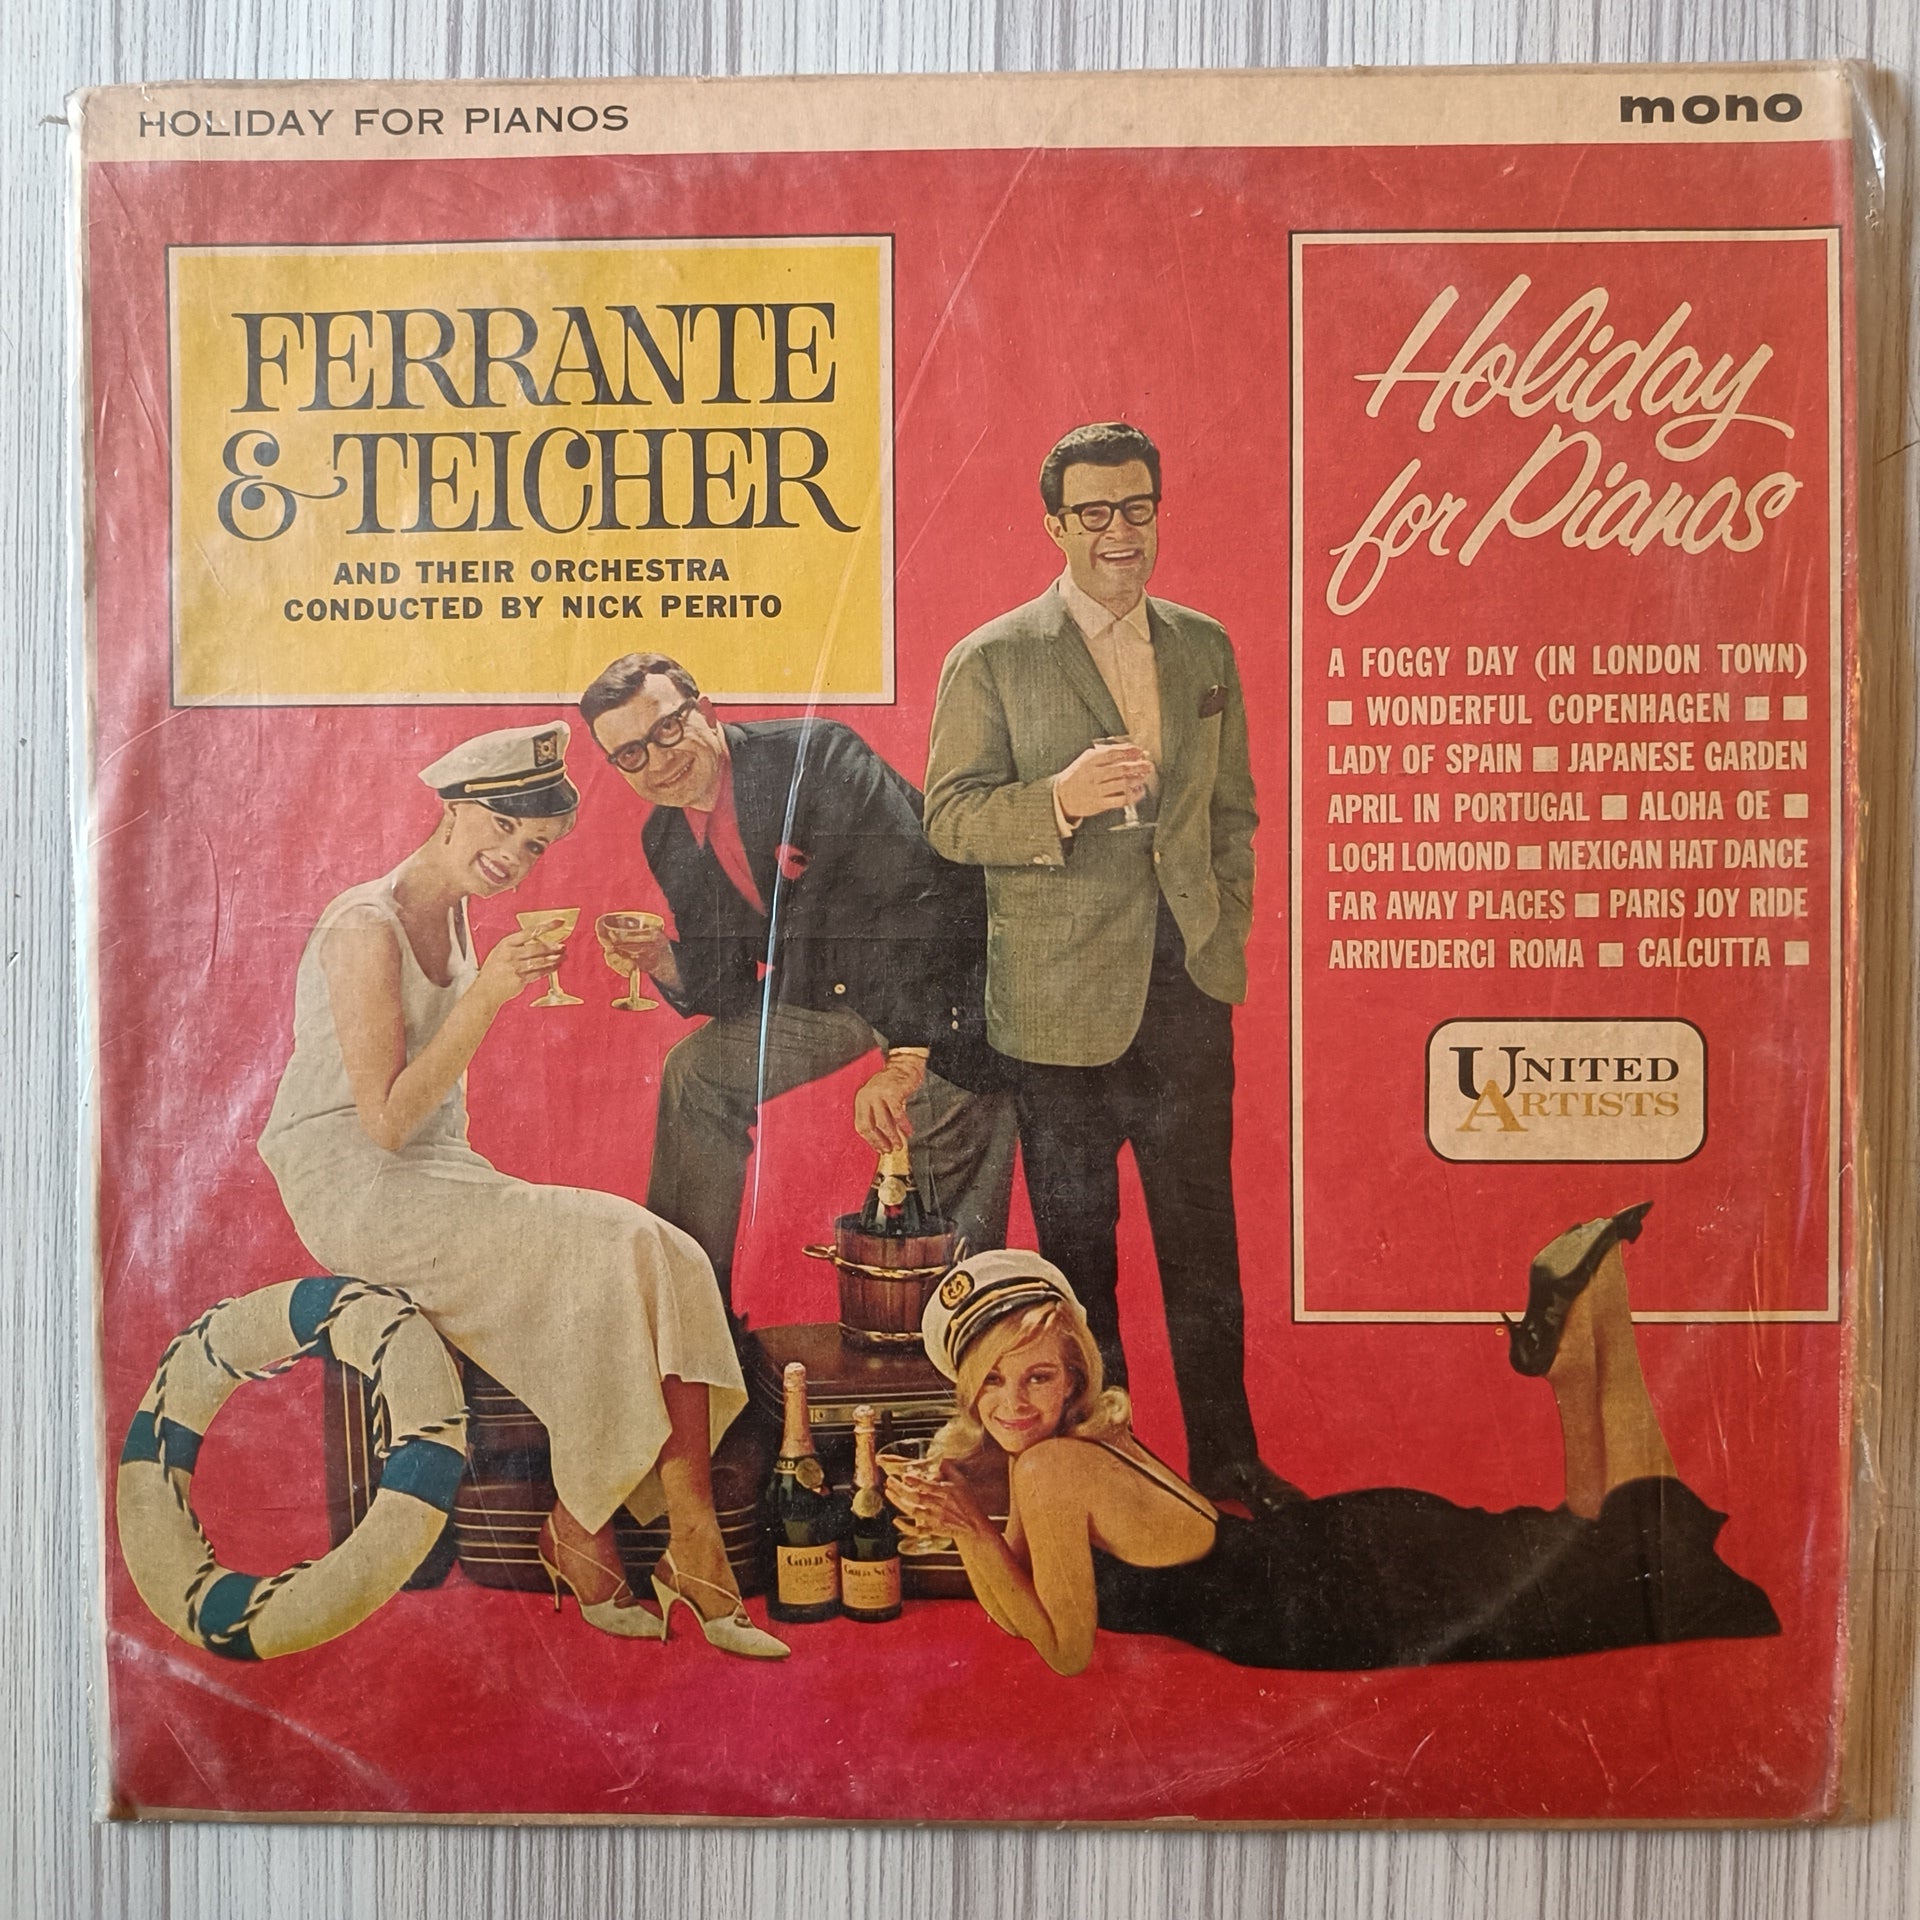 HOLIDAY FOR PIANOS
mono
FERRANTE
& TEICHER
AND THEIR ORCHESTRA
CONDUCTED BY NICK PERITO
Holiday
for Pianos
A FOGGY DAY (IN LONDON TOWN)
■ WONDERFUL COPENHAGEN ■ ■
LADY OF SPAIN ■ JAPANESE GARDEN
APRIL IN PORTUGAL ■ ALOHA OE ■
LOCH LOMOND ■ MEXICAN HAT DANCE
FAR AWAY PLACES ■ PARIS JOY RIDE
ARRIVEDERCI ROMA ■ CALCUTTA ■
UNITED
ARTISTS
GOLD